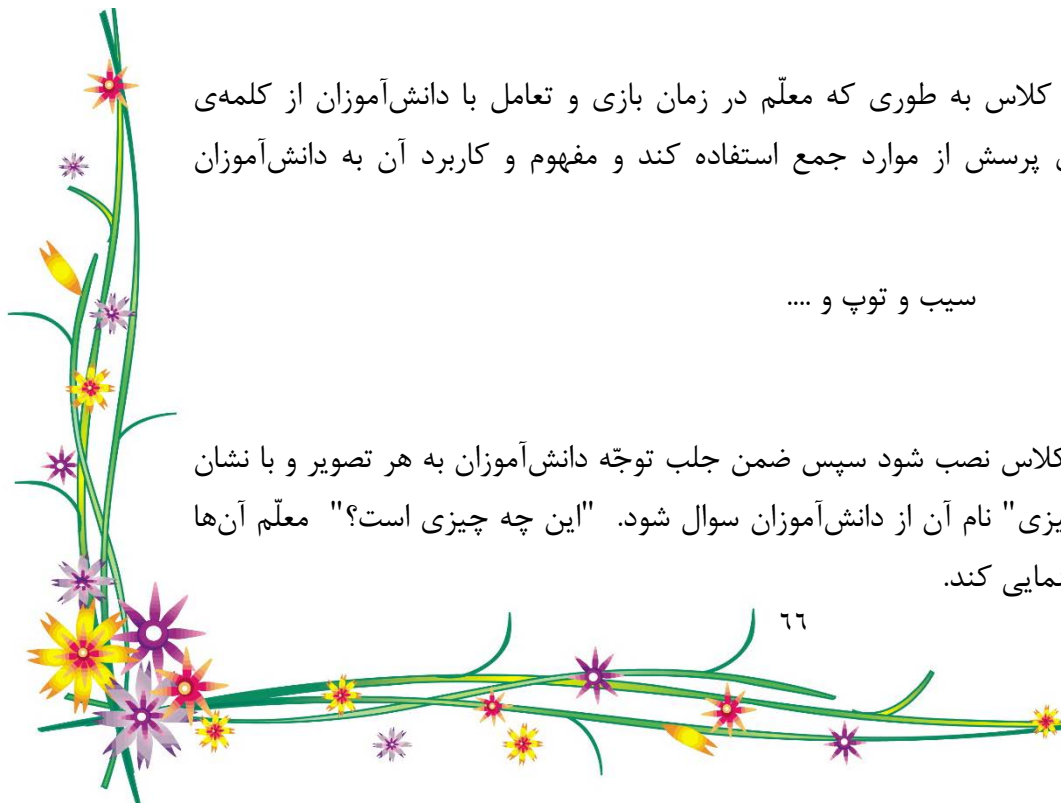 کلاس به طوری که معلّم در زمان بازی و تعامل با دانش‌آموزان از کلمه‌ی
پرسش از موارد جمع استفاده کند و مفهوم و کاربرد آن به دانش‌آموزان
سیب و توپ و ....
کلاس نصب شود سپس ضمن جلب توجّه دانش‌آموزان به هر تصویر و با نشان
نام آن از دانش‌آموزان سوال شود. "این چه چیزی است؟" معلّم آن‌ها
کند.
٦٦